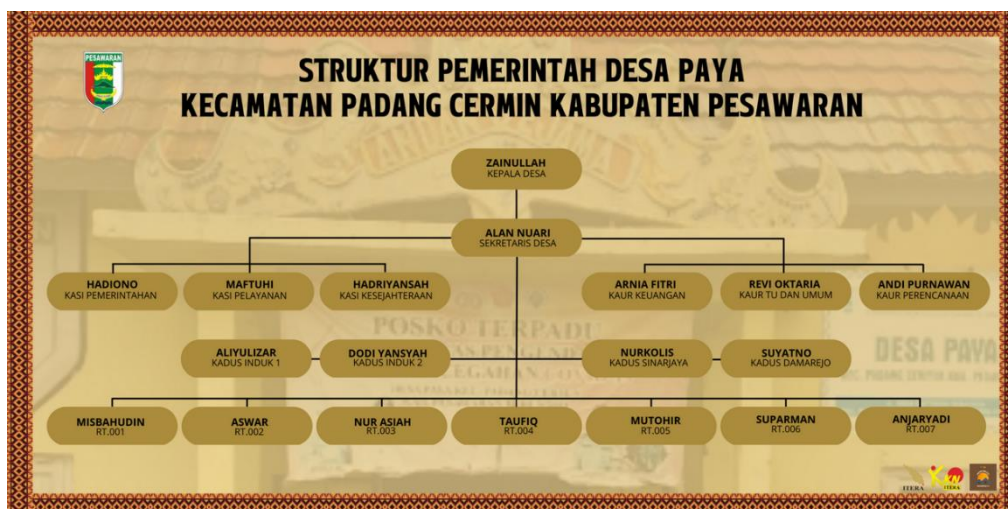 PESAWARAN
STRUKTUR PEMERINTAH DESA PAYA
KECAMATAN PADANG CERMIN KABUPATEN PESAWARAN
ZAINULLAH
KEPALA DESA
ALAN NUARI
SEKRETARIS DESA
HADIONO
KASI PEMERINTAHAN
MAFTUHI
KASI PELAYANAN
HADRIYANSAH
KASI KESEJAHTERAAN
ARNIA FITRI
KAUR KEUANGAN
REVI OKTARIA
KAUR TU DAN UMUM
ANDI PURNAWAN
KAUR PERENCANAAN
POSKO TERPADU
DESA PAYA
ALIYULIZAR
KADUS INDUK 1
DODI YANSYAH
KADUS INDUK 2
NURKOLIS
KADUS SINARJAYA
SUYATNO
KADUS DAMAREJO
MISBAHUDIN
RT.001
ASWAR
RT.002
NUR ASIAH
RT.003
TAUFIQ
RT.004
MUTOHIR
RT.005
SUPARMAN
RT.006
ANJARYADI
RT.007
ITERA
ITERA